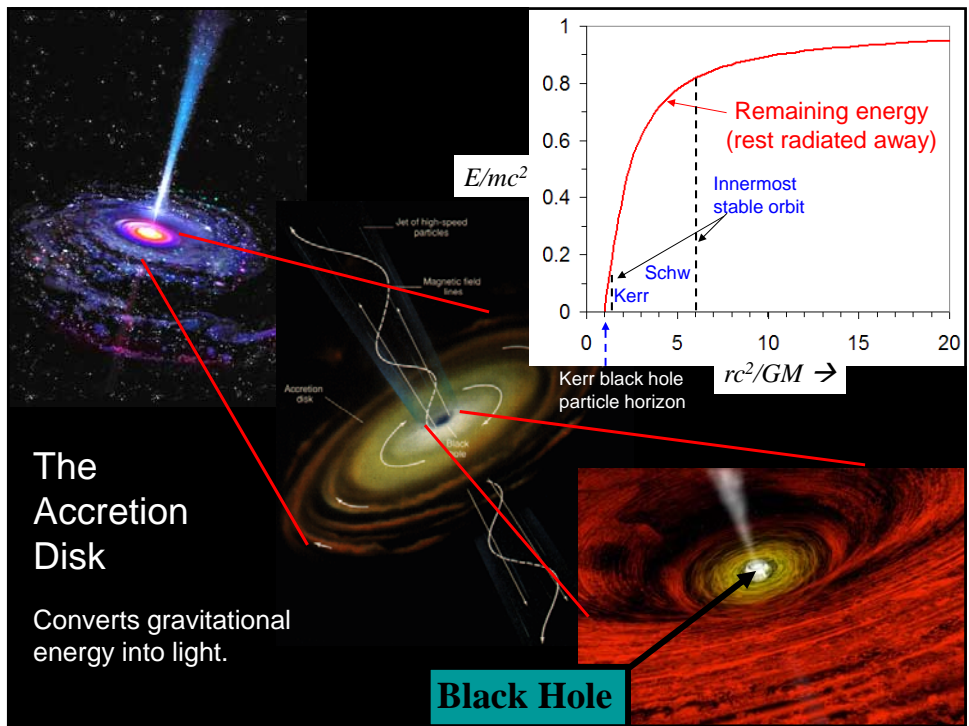 1
0.8
0.6
0.4
0.2
0
E/mc²
Remaining energy
(rest radiated away)
Innermost
stable orbit
Schw
Kerr
0 5 10 15 20
rc²/GM →
Kerr black hole
particle horizon
Jet of high-speed
particles
Magnetic field
lines
Accretion
disk
Black
hole
The
Accretion
Disk
Converts gravitational
energy into light.
Black Hole